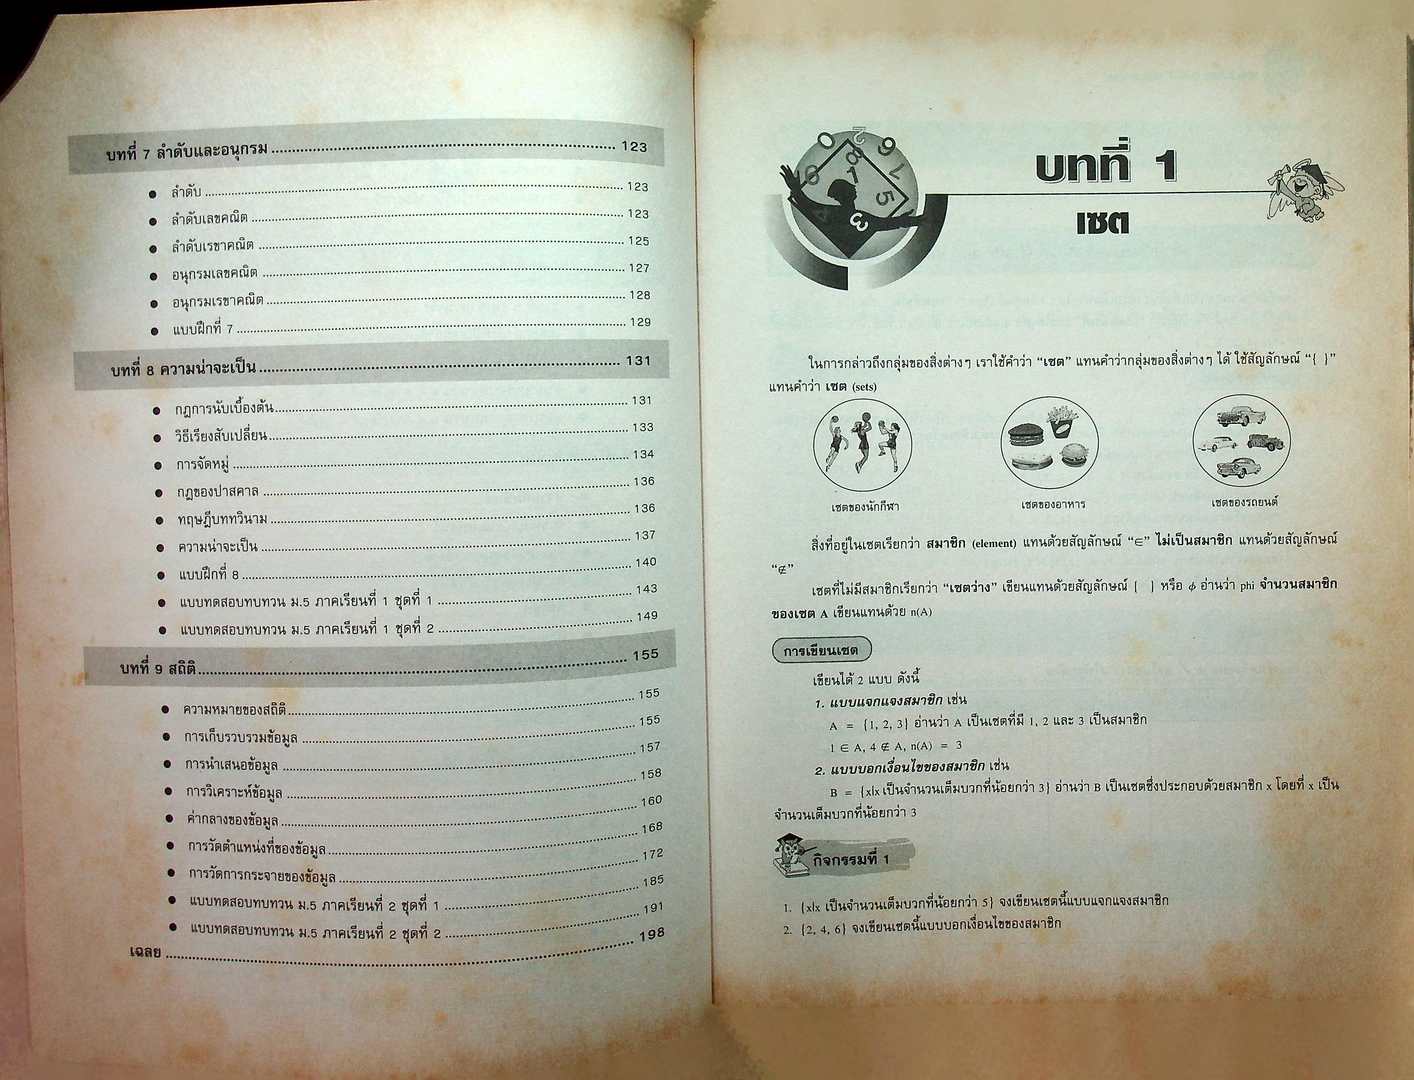 บทที่ 7 ลำดับและอนุกรม ........ 123
● ลำดับ ........ 123
● ลำดับเลขคณิต ........ 123
● ลำดับเรขาคณิต ........ 125
● อนุกรมเลขคณิต ........ 127
● อนุกรมเรขาคณิต ........ 128
● แบบฝึกที่ 7 ........ 129
บทที่ 8 ความน่าจะเป็น ........ 131
● กฎการนับเบื้องต้น ........ 131
● วิธีเรียงสับเปลี่ยน ........ 133
● การจัดหมู่ ........ 134
● กฎของปาสคาล ........ 136
● ทฤษฎีบททวินาม ........ 136
● ความน่าจะเป็น ........ 137
● แบบฝึกที่ 8 ........ 140
● แบบทดสอบทบทวน ม.5 ภาคเรียนที่ 1 ชุดที่ 1 ........ 143
● แบบทดสอบทบทวน ม.5 ภาคเรียนที่ 1 ชุดที่ 2 ........ 149
บทที่ 9 สถิติ ........ 155
● ความหมายของสถิติ ........ 155
● การเก็บรวบรวมข้อมูล ........ 155
● การนำเสนอข้อมูล ........ 157
● การวิเคราะห์ข้อมูล ........ 158
● ค่ากลางของข้อมูล ........ 160
● การวัดตำแหน่งที่ของข้อมูล ........ 168
● การวัดการกระจายของข้อมูล ........ 172
● แบบทดสอบทบทวน ม.5 ภาคเรียนที่ 2 ชุดที่ 1 ........ 185
● แบบทดสอบทบทวน ม.5 ภาคเรียนที่ 2 ชุดที่ 2 ........ 191
เฉลย ........ 198
บทที่ 1
เซต
ในการกล่าวถึงกลุ่มของสิ่งต่างๆ เราใช้คำว่า “เซต” แทนคำว่ากลุ่มของสิ่งต่างๆ ได้ ใช้สัญลักษณ์ “{ }”
แทนคำว่า เซต (sets)
เซตของนักกีฬา เซตของอาหาร เซตของรถยนต์
สิ่งที่อยู่ในเซตเรียกว่า สมาชิก (element) แทนด้วยสัญลักษณ์ “∈” ไม่เป็นสมาชิก แทนด้วยสัญลักษณ์
“∉”
เซตที่ไม่มีสมาชิกเรียกว่า “เซตว่าง” เขียนแทนด้วยสัญลักษณ์ { } หรือ ϕ อ่านว่า phi จำนวนสมาชิก
ของเซต A เขียนแทนด้วย n(A)
การเขียนเซต
เขียนได้ 2 แบบ ดังนี้
1. แบบแจกแจงสมาชิก เช่น
A = {1, 2, 3} อ่านว่า A เป็นเซตที่มี 1, 2 และ 3 เป็นสมาชิก
1 ∈ A, 4 ∉ A, n(A) = 3
2. แบบบอกเงื่อนไขของสมาชิก เช่น
B = {x|x เป็นจำนวนเต็มบวกที่น้อยกว่า 3} อ่านว่า B เป็นเซตซึ่งประกอบด้วยสมาชิก x โดยที่ x เป็น
จำนวนเต็มบวกที่น้อยกว่า 3
กิจกรรมที่ 1
1. {x|x เป็นจำนวนเต็มบวกที่น้อยกว่า 5} จงเขียนเซตนี้แบบแจกแจงสมาชิก
2. {2, 4, 6} จงเขียนเซตนี้แบบบอกเงื่อนไขของสมาชิก